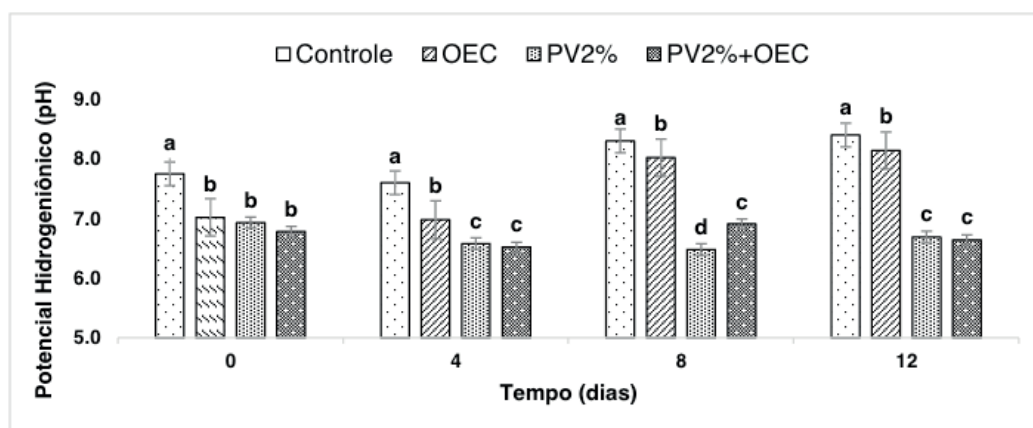 Controle OEC PV2% PV2%+OEC
Potencial Hidrogeniônico (pH)
9.0
8.0
7.0
6.0
5.0
a b b b
a b c c
a b d c
a b c c
0 4 8 12
Tempo (dias)